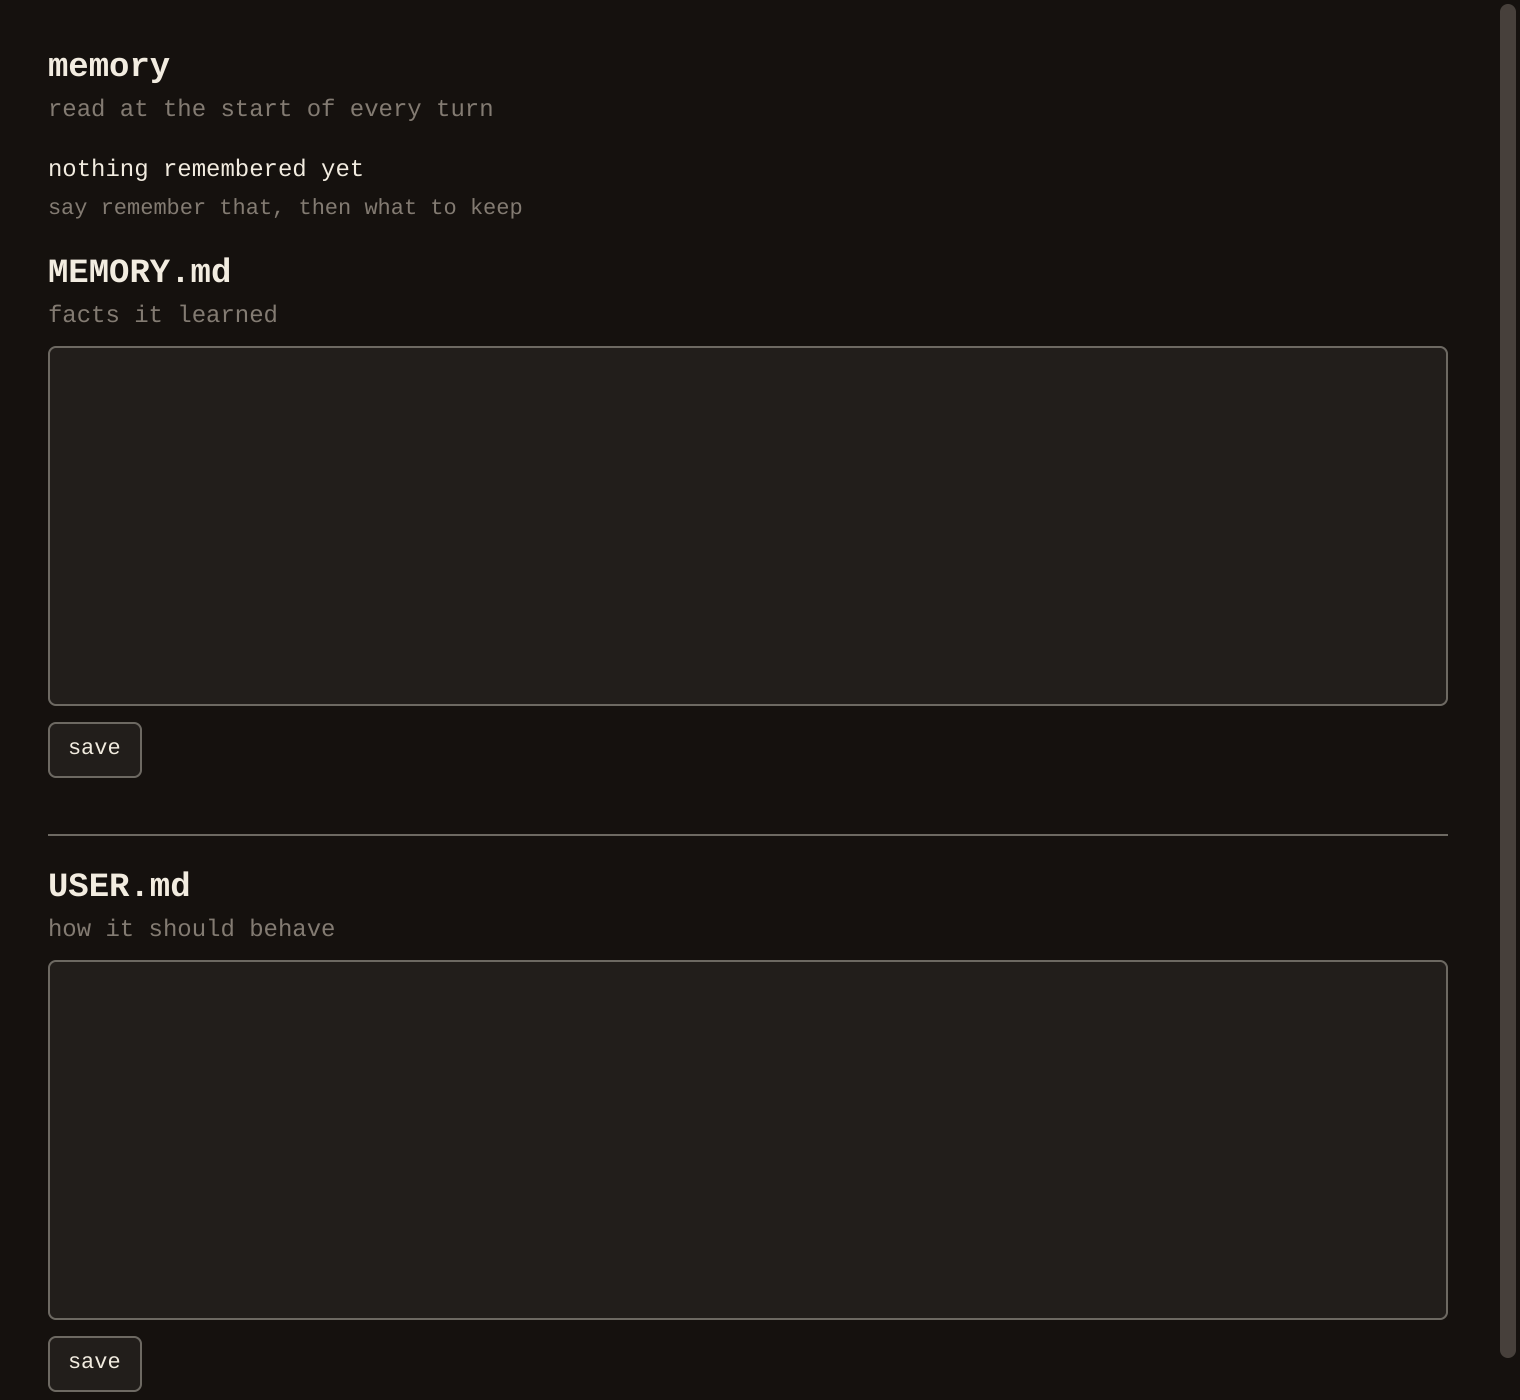 memory
read at the start of every turn
nothing remembered yet
say remember that, then what to keep
MEMORY.md
facts it learned
save
USER.md
how it should behave
save